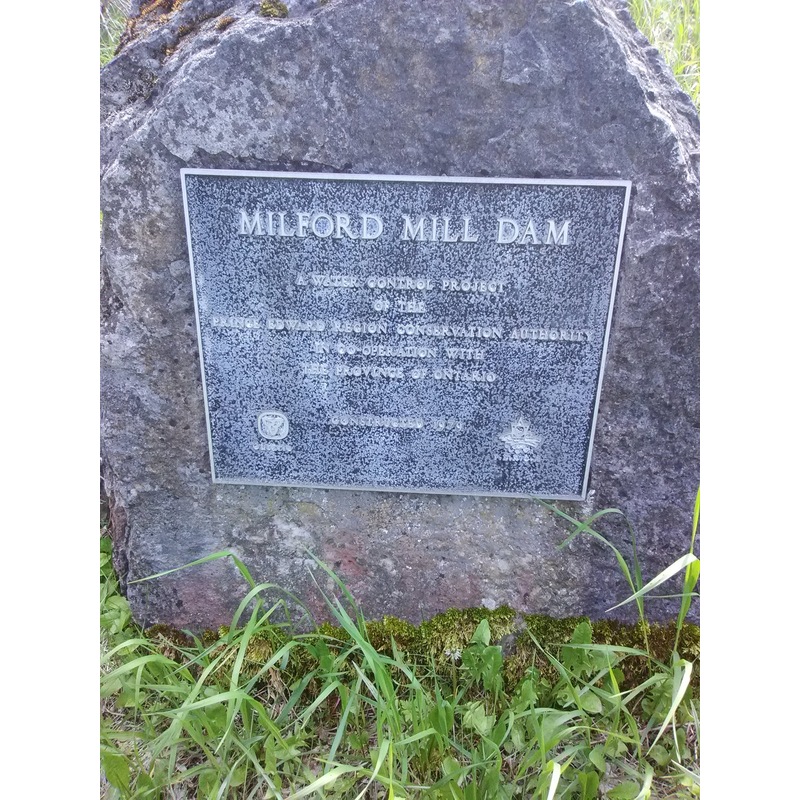 MILFORD MILL DAM
A WATER CONTROL PROJECT
OF THE
PRINCE EDWARD REGION CONSERVATION AUTHORITY
IN CO-OPERATION WITH
THE PROVINCE OF ONTARIO
CONSTRUCTED